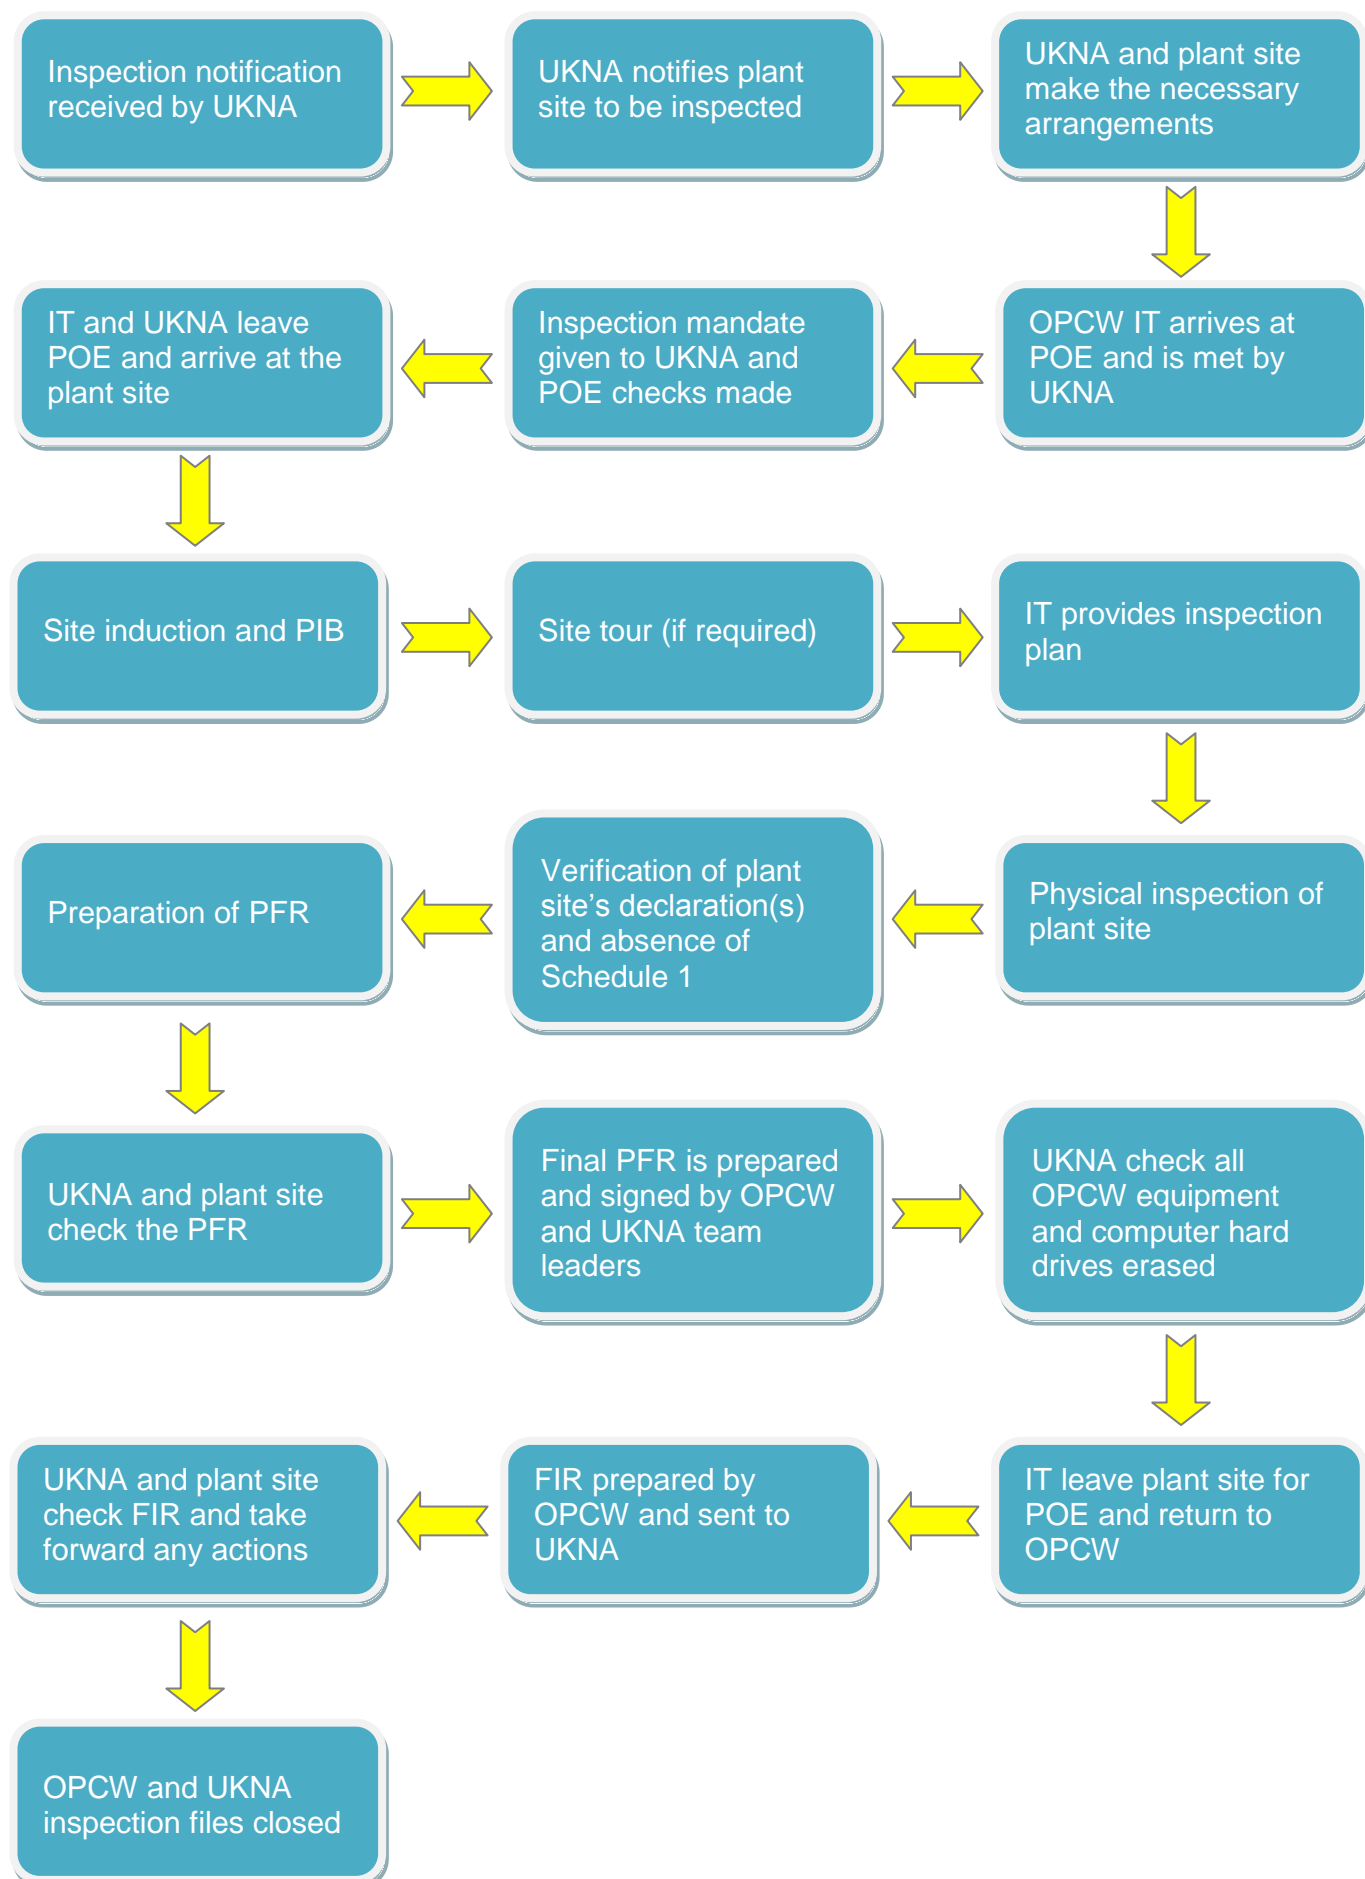 Inspection notification
received by UKNA
UKNA notifies plant
site to be inspected
UKNA and plant site
make the necessary
arrangements
OPCW IT arrives at
POE and is met by
UKNA
Inspection mandate
given to UKNA and
POE checks made
IT and UKNA leave
POE and arrive at the
plant site
Site induction and PIB
Site tour (if required)
IT provides inspection
plan
Physical inspection of
plant site
Verification of plant
site’s declaration(s)
and absence of
Schedule 1
Preparation of PFR
UKNA and plant site
check the PFR
Final PFR is prepared
and signed by OPCW
and UKNA team
leaders
UKNA check all
OPCW equipment
and computer hard
drives erased
IT leave plant site for
POE and return to
OPCW
FIR prepared by
OPCW and sent to
UKNA
UKNA and plant site
check FIR and take
forward any actions
OPCW and UKNA
inspection files closed